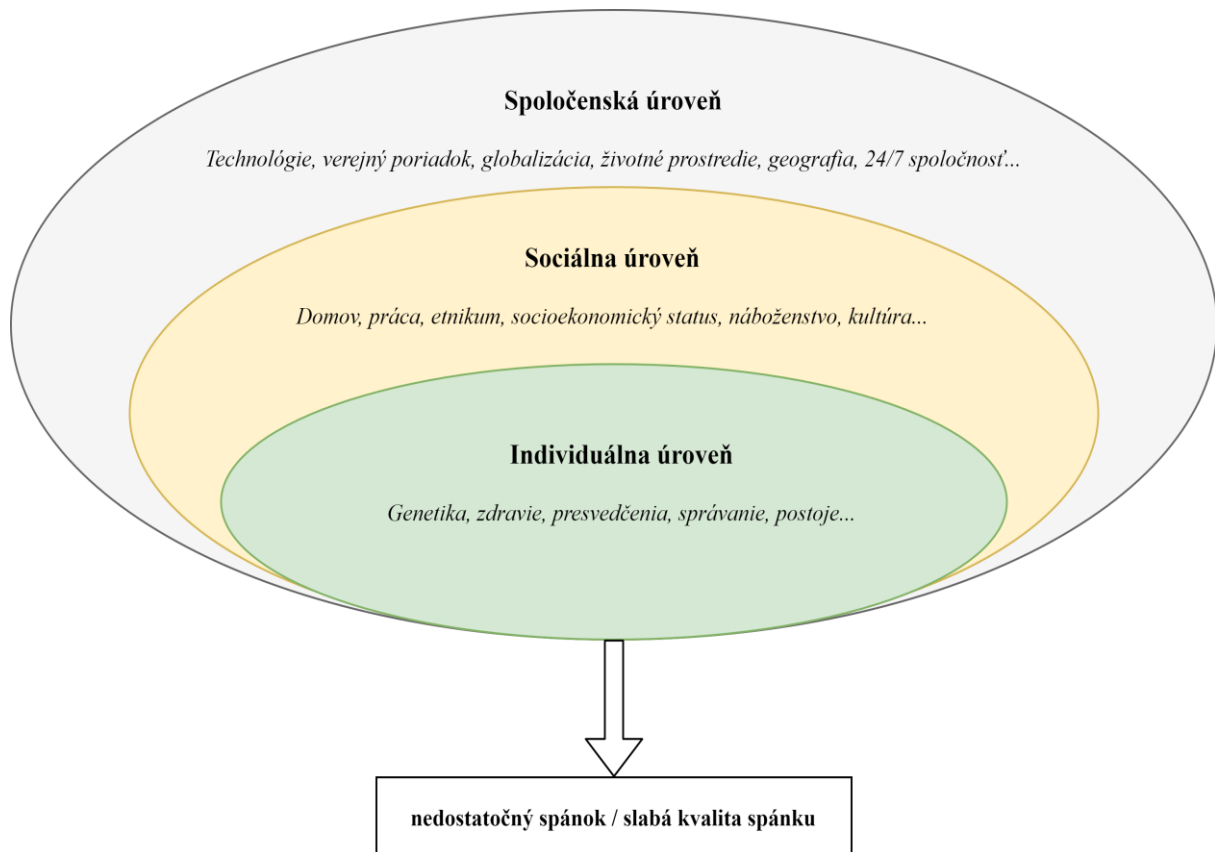 Spoločenská úroveň
Technológie, verejný poriadok, globalizácia, životné prostredie, geografia, 24/7 spoločnosť...
Sociálna úroveň
Domov, práca, etnikum, socioekonomický status, náboženstvo, kultúra...
Individuálna úroveň
Genetika, zdravie, presvedčenia, správanie, postoje...
nedostatočný spánok / slabá kvalita spánku